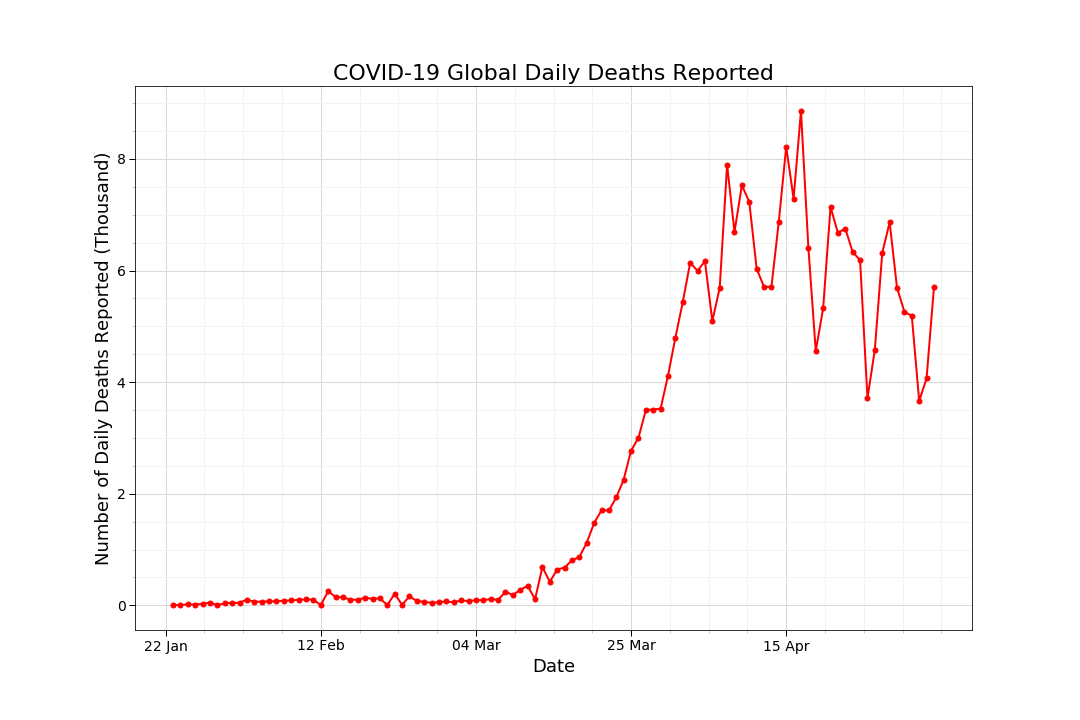 COVID-19 Global Daily Deaths Reported
Number of Daily Deaths Reported (Thousand)
8
6
4
2
0
22 Jan
12 Feb
04 Mar
25 Mar
15 Apr
Date